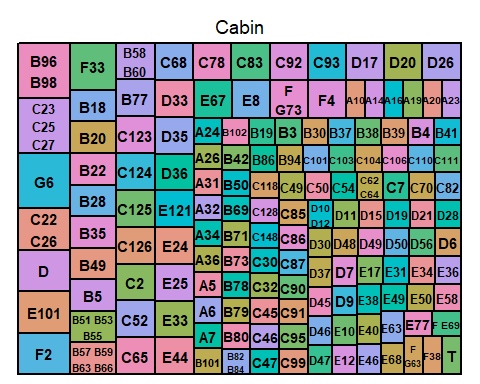 Cabin
B96
B98
C23
C25
C27
G6
C22
C26
D
E101
F2
F33
B18
B20
B22
B28
B35
B49
B5
B51 B53
B55
B57 B59
B63 B66
B58
B60
B77
C123
C124
C125
C126
C2
C52
C65
C68
D33
D35
D36
E121
E24
E25
E33
E44
C78 C83 C92 C93 D17 D20 D26
E67 E8
F
G73
F4 A10 A14 A16 A19 A20 A23
A24 B102 B19 B3 B30 B37 B38 B39 B4 B41
A26 B42 B86 B94 C101 C103 C104 C106 C110 C111
A31 B50 C118 C49 C50 C54
C62
C64
C7 C70 C82
A32 B69 C128 C85
D10
D12
D11 D15 D19 D21 D28
A34 B71 C148 C86 D30 D48 D49 D50 D56 D6
A36 B73 C30 C87 D37 D7 E17 E31 E34 E36
A5 B78 C32 C90 D45 D9 E38 E49 E50 E58
A6 B79 C45 C91 D46 E10 E40 E63 E77 F E69
A7 B80 C46 C95 D47 E12 E46 E68
F
G63
F38 T
B101
B82
B84
C47 C99